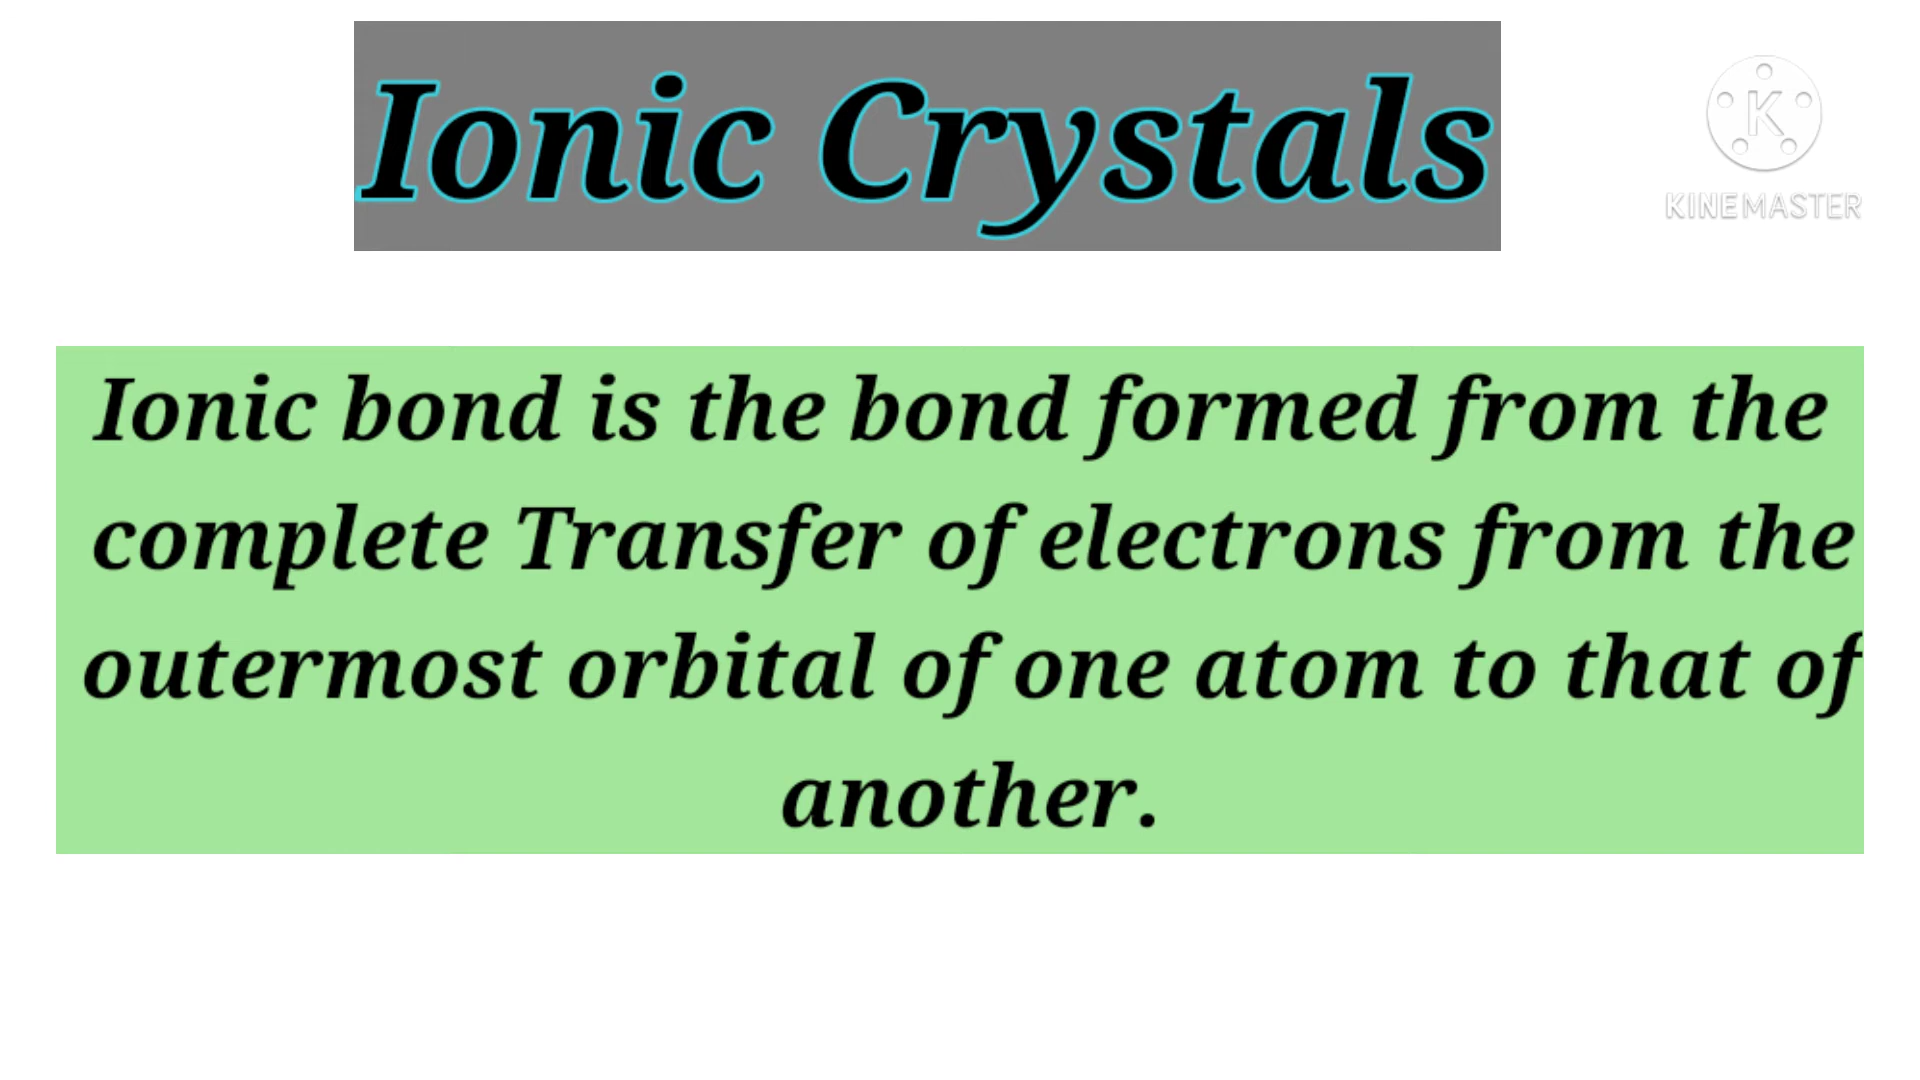 Ionic Crystals
K
KINEMASTER
Ionic bond is the bond formed from the
complete Transfer of electrons from the
outermost orbital of one atom to that of
another.